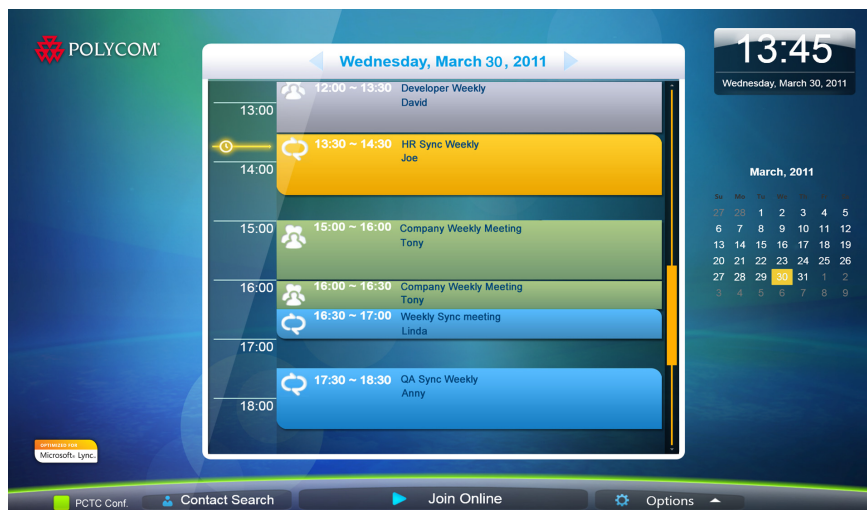 POLYCOM
Wednesday, March 30, 2011
13:45
Wednesday, March 30, 2011
12:00 ~ 13:30 Developer Weekly
David
13:00
13:30 ~ 14:30 HR Sync Weekly
Joe
14:00
15:00 15:00 ~ 16:00 Company Weekly Meeting
Tony
16:00 16:00 ~ 16:30 Company Weekly Meeting
Tony
16:30 ~ 17:00 Weekly Sync meeting
Linda
17:00
17:30 ~ 18:30 QA Sync Weekly
Anny
18:00
March, 2011
Su Mo Tu We
27 28 1 2 3 4 5
6 7 8 9 10 11 12
13 14 15 16 17 18 19
20 21 22 23 24 25 26
27 28 29 30 31 1 2
3 4 5 6 7 8 9
OPTIMIZED FOR
Microsoft Lync
PCTC Conf.
Contact Search
Join Online
Options